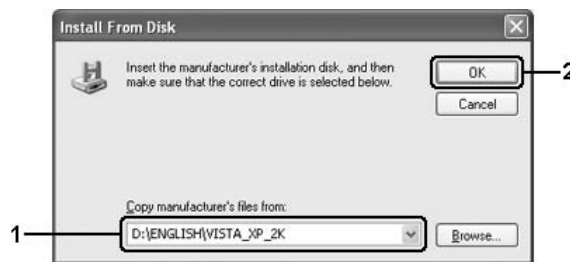 Install From Disk
Insert the manufacturer's installation disk, and then
make sure that the correct drive is selected below.
OK
2
Cancel
Copy manufacturer's files from:
1
D:\ENGLISH\VISTA_XP_2K
Browse...